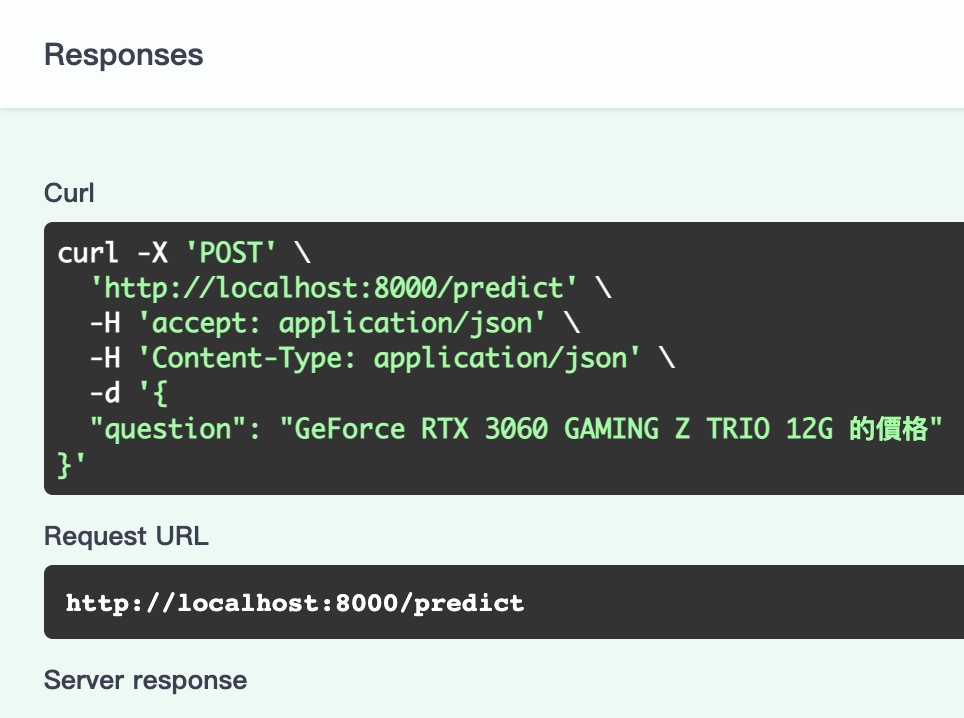 Responses
Curl
curl -X 'POST' \
  'http://localhost:8000/predict' \
  -H 'accept: application/json' \
  -H 'Content-Type: application/json' \
  -d '{
  "question": "GeForce RTX 3060 GAMING Z TRIO 12G 的價格"
}'
Request URL
http://localhost:8000/predict
Server response